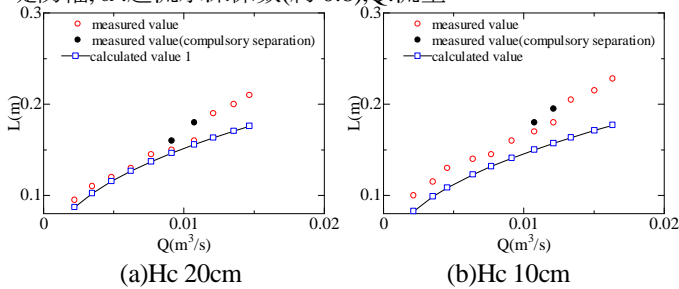 measured value
measured value(compulsory separation)
calculated value 1
L(m)
0.3
0.2
0.1
0
0.01
0.02
Q(m³/s)
(a)Hc 20cm
measured value
measured value(compulsory separation)
calculated value
L(m)
0.3
0.2
0.1
0
0.01
0.02
Q(m³/s)
(b)Hc 10cm